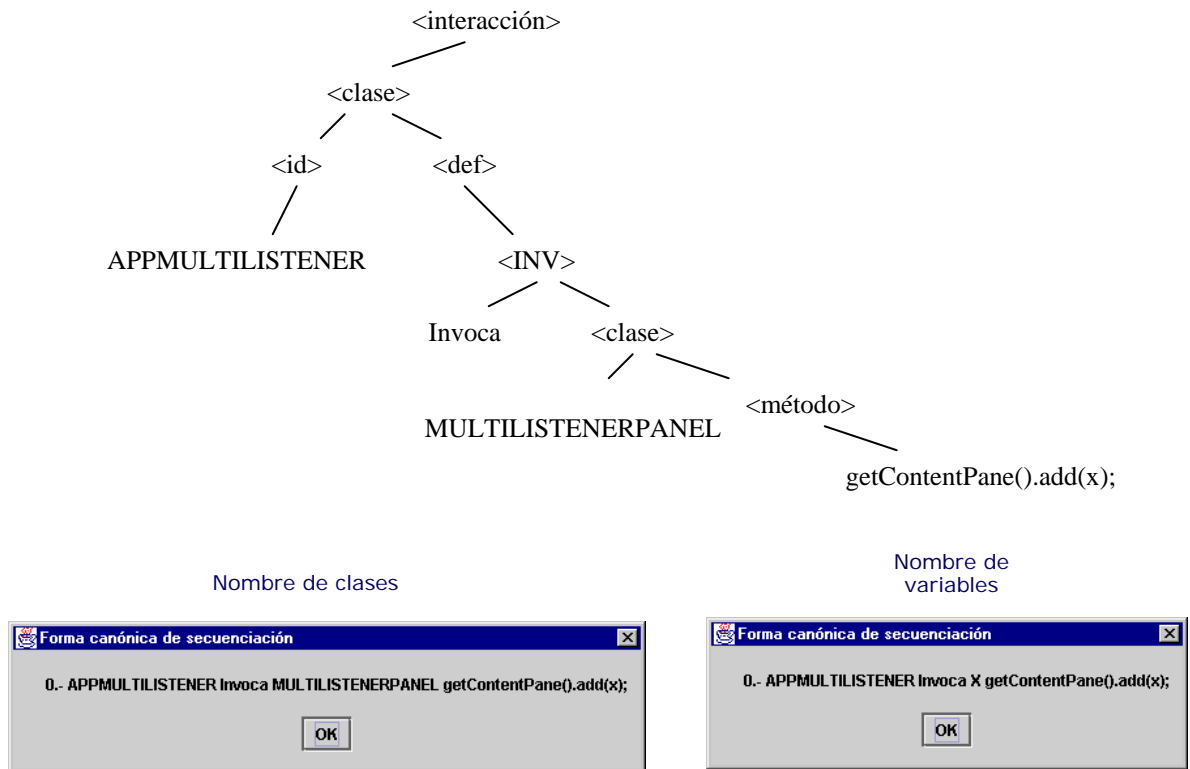 <interacción>
<clase>
<id> <def>
APPMULTILISTENER <INV>
Invoca <clase>
<método>
MULTILISTENERPANEL
getContentPane().add(x);
Nombre de clases
Nombre de
variables
Forma canónica de secuenciación
0.- APPMULTILISTENER Invoca MULTILISTENERPANEL getContentPane().add(x);
OK
Forma canónica de secuenciación
0.- APPMULTILISTENER Invoca X getContentPane().add(x);
OK